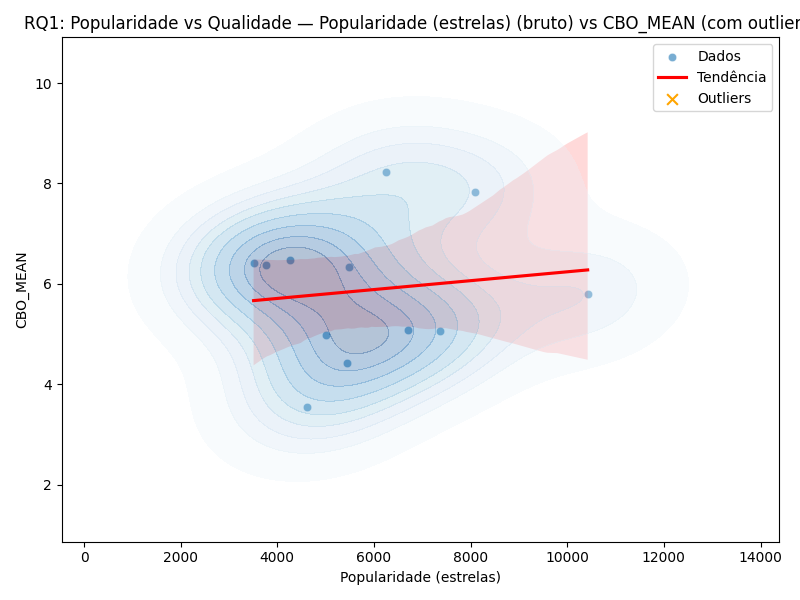 RQ1: Popularidade vs Qualidade — Popularidade (estrelas) (bruto) vs CBO_MEAN (com outlier
Dados
Tendência
Outliers
10
8
6
4
2
CBO_MEAN
0 2000 4000 6000 8000 10000 12000 14000
Popularidade (estrelas)